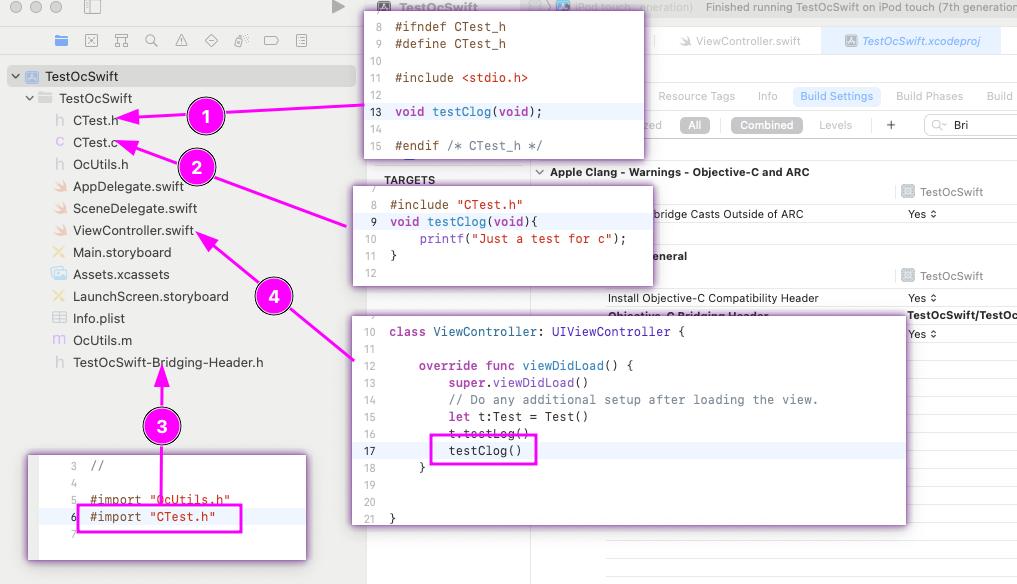 TestOcSwift
iPod touch
Finished running TestOcSwift on iPod touch (7th generation
ViewController.swift
TestOcSwift.xcodeproj
TestOcSwift
TestOcSwift
CTest.h
CTest.c
OcUtils.h
AppDelegate.swift
SceneDelegate.swift
ViewController.swift
Main.storyboard
Assets.xcassets
LaunchScreen.storyboard
Info.plist
OcUtils.m
TestOcSwift-Bridging-Header.h
1
2
3
4
8 #ifndef CTest_h
9 #define CTest_h
10
11 #include <stdio.h>
12
13 void testClog(void);
14
15 #endif /* CTest_h */
TARGETS
7
8 #include "CTest.h"
9 void testClog(void){
10 printf("Just a test for c");
11 }
12
10 class ViewController: UIViewController {
11
12 override func viewDidLoad() {
13 super.viewDidLoad()
14 // Do any additional setup after loading the view.
15 let t:Test = Test()
16 t.testLog()
17 testClog()
18 }
19
20
21 }
3 //
4
5 #import "OcUtils.h"
6 #import "CTest.h"
7
Resource Tags
Info
Build Settings
Build Phases
Build
All
Combined
Levels
+
Bri
Apple Clang - Warnings - Objective-C and ARC
TestOcSwift
bridge Casts Outside of ARC
Yes
eneral
TestOcSwift
Install Objective-C Compatibility Header
Yes
Objective-C Bridging Header
TestOcSwift/TestOc
Yes